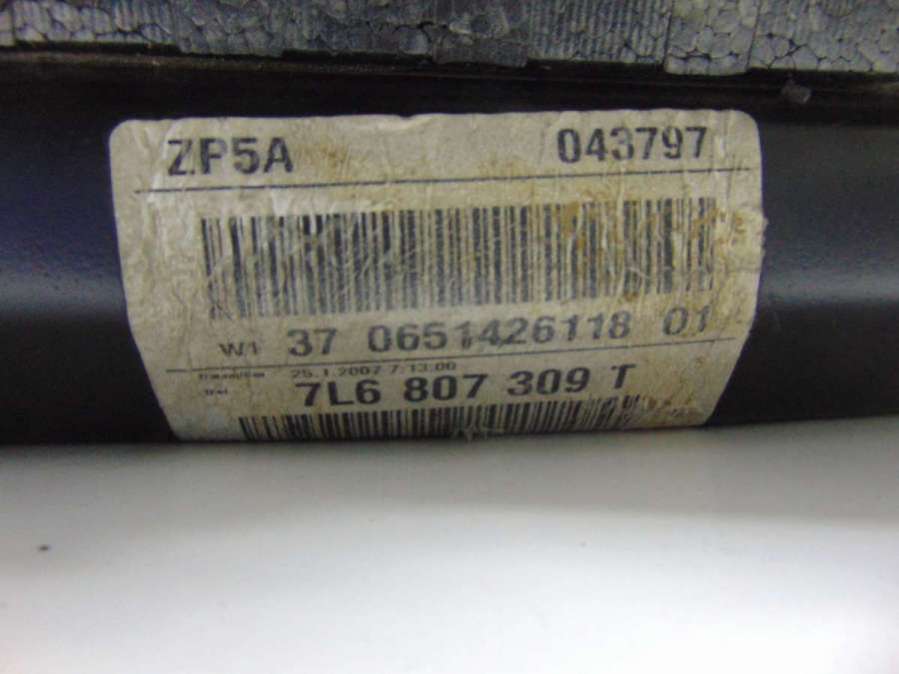 ZP5A 043797
W1 37 0651426118 01
25.1.2007 7:13:00
7L6 807 309 T